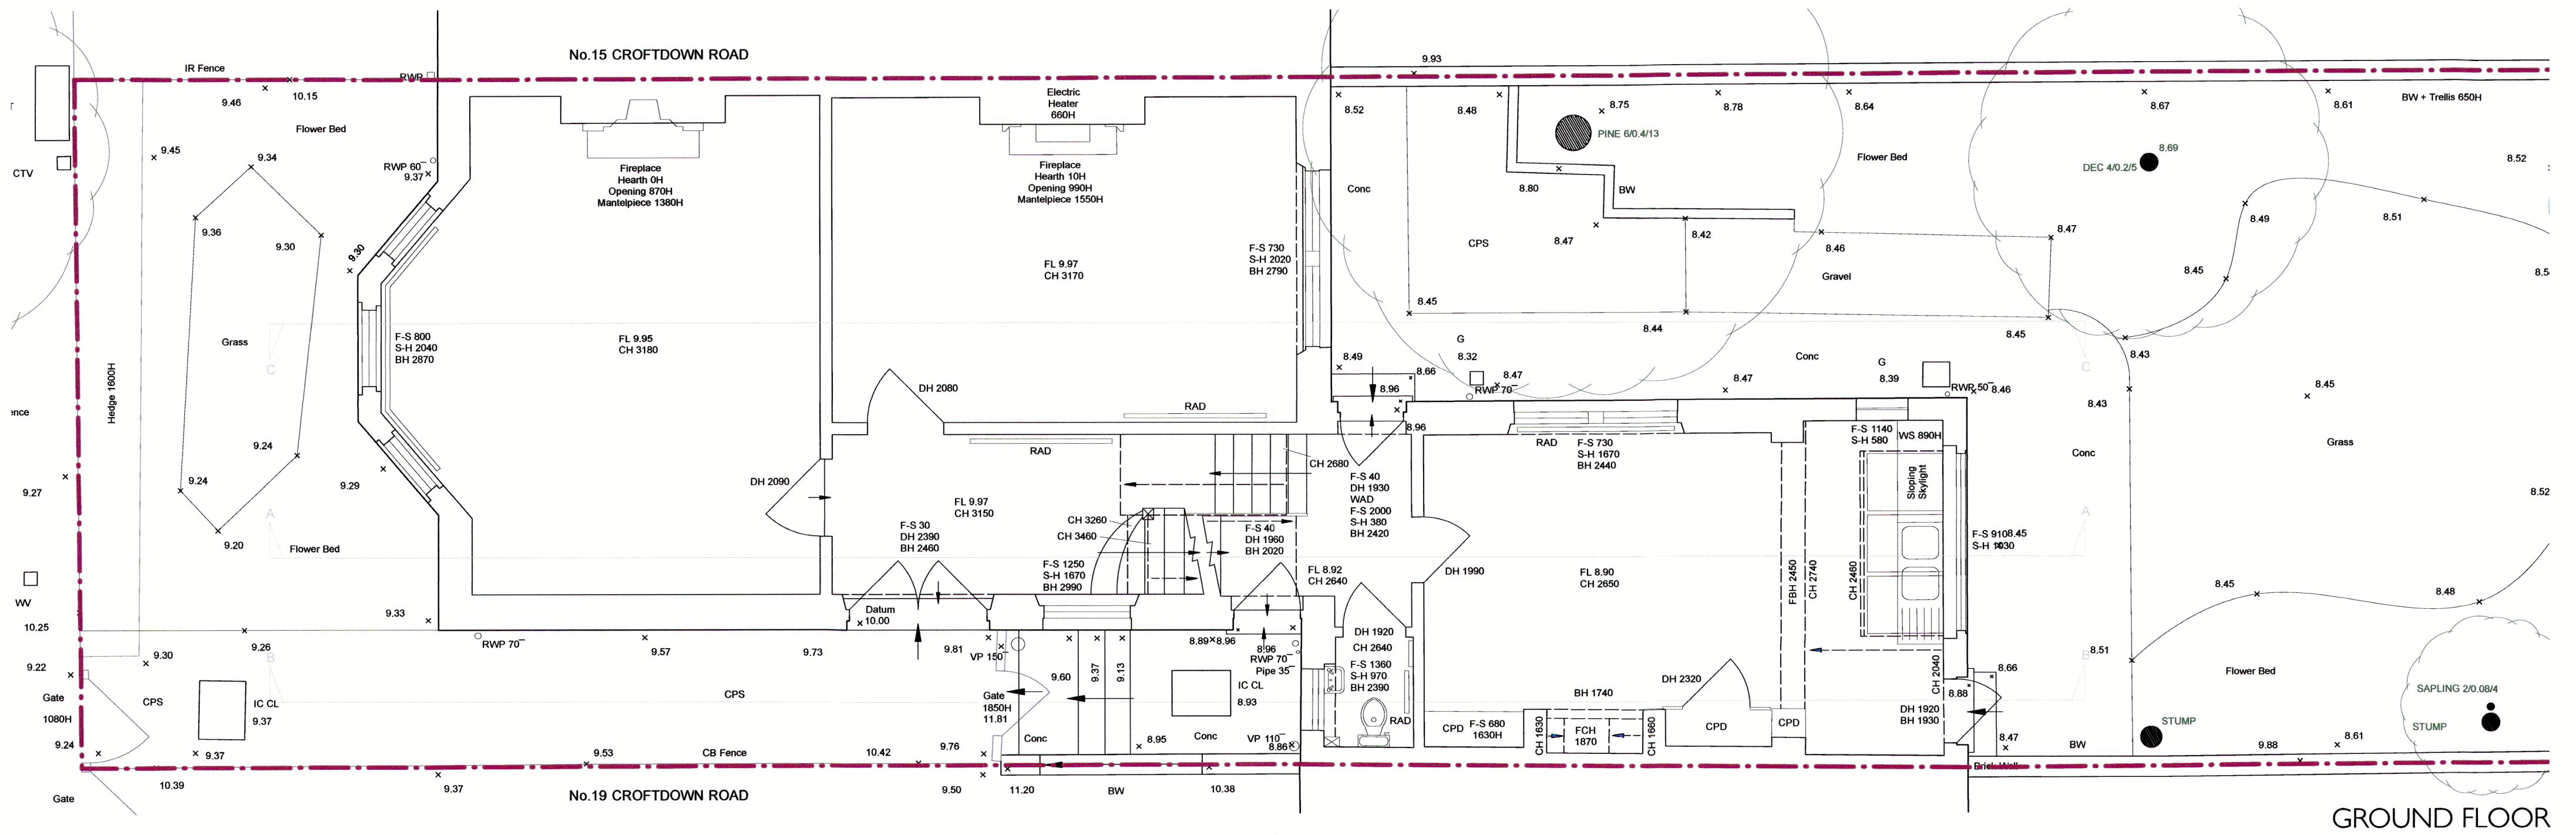 No.15 CROFTDOWN ROAD
IR Fence
RWP
9.46
10.15
Flower Bed
9.45
9.34
RWP 60
9.37
CTV
9.36
9.30
9.30
Grass
C
Hedge 1600H
9.24
9.24
9.29
9.27
A
9.20
Flower Bed
WV
9.33
10.25
9.30
9.26
B
9.22
Gate
1080H
CPS
IC CL
9.37
9.24
9.37
10.39
Gate
F-S 800
S-H 2040
BH 2870
Fireplace
Hearth 0H
Opening 870H
Mantelpiece 1380H
FL 9.95
CH 3180
Electric
Heater
660H
Fireplace
Hearth 10H
Opening 990H
Mantelpiece 1550H
FL 9.97
CH 3170
F-S 730
S-H 2020
BH 2790
DH 2080
RAD
RAD
DH 2090
FL 9.97
CH 3150
F-S 30
DH 2390
BH 2460
CH 3260
CH 3460
F-S 1250
S-H 1670
BH 2990
CH 2680
F-S 40
DH 1960
BH 2020
FL 8.92
CH 2640
F-S 40
DH 1930
WAD
F-S 2000
S-H 380
BH 2420
Datum
10.00
RWP 70
9.57
9.73
9.81
VP 150
9.60
9.37
9.13
8.89
8.96
8.96
RWP 70
Pipe 35
IC CL
8.93
CPS
Gate
1850H
11.81
Conc
8.95
Conc
VP 110
8.86
9.53
CB Fence
10.42
9.76
9.37
No.19 CROFTDOWN ROAD
9.50
11.20
BW
10.38
DH 1920
CH 2640
F-S 1360
S-H 970
BH 2390
RAD
DH 1990
9.93
8.52
8.48
8.75
8.78
8.64
8.67
8.61
BW + Trellis 650H
PINE 6/0.4/13
Flower Bed
8.69
DEC 4/0.2/5
8.52
Conc
8.80
BW
CPS
8.47
8.42
8.46
8.47
8.49
8.51
Gravel
8.45
8.45
8.44
8.45
8.49
G
8.32
8.66
8.47
8.96
RWP 70
8.47
Conc
G
8.39
RWP 50
8.46
C
8.43
8.43
8.45
8.96
RAD
F-S 730
S-H 1670
BH 2440
F-S 1140
S-H 580
WS 890H
Sloping
Skylight
Conc
Grass
8.52
A
FL 8.90
CH 2650
FBH 2450
CH 2740
CH 2460
F-S 910
8.45
S-H 1030
8.45
8.48
DH 2320
BH 1740
CPD
F-S 680
1630H
CH 1630
FCH
1870
CH 1660
CPD
CPD
CH 2040
8.66
8.88
DH 1920
BH 1930
8.51
B
Flower Bed
SAPLING 2/0.08/4
STUMP
STUMP
8.47
BW
9.88
8.61
Brick Wall
GROUND FLOOR